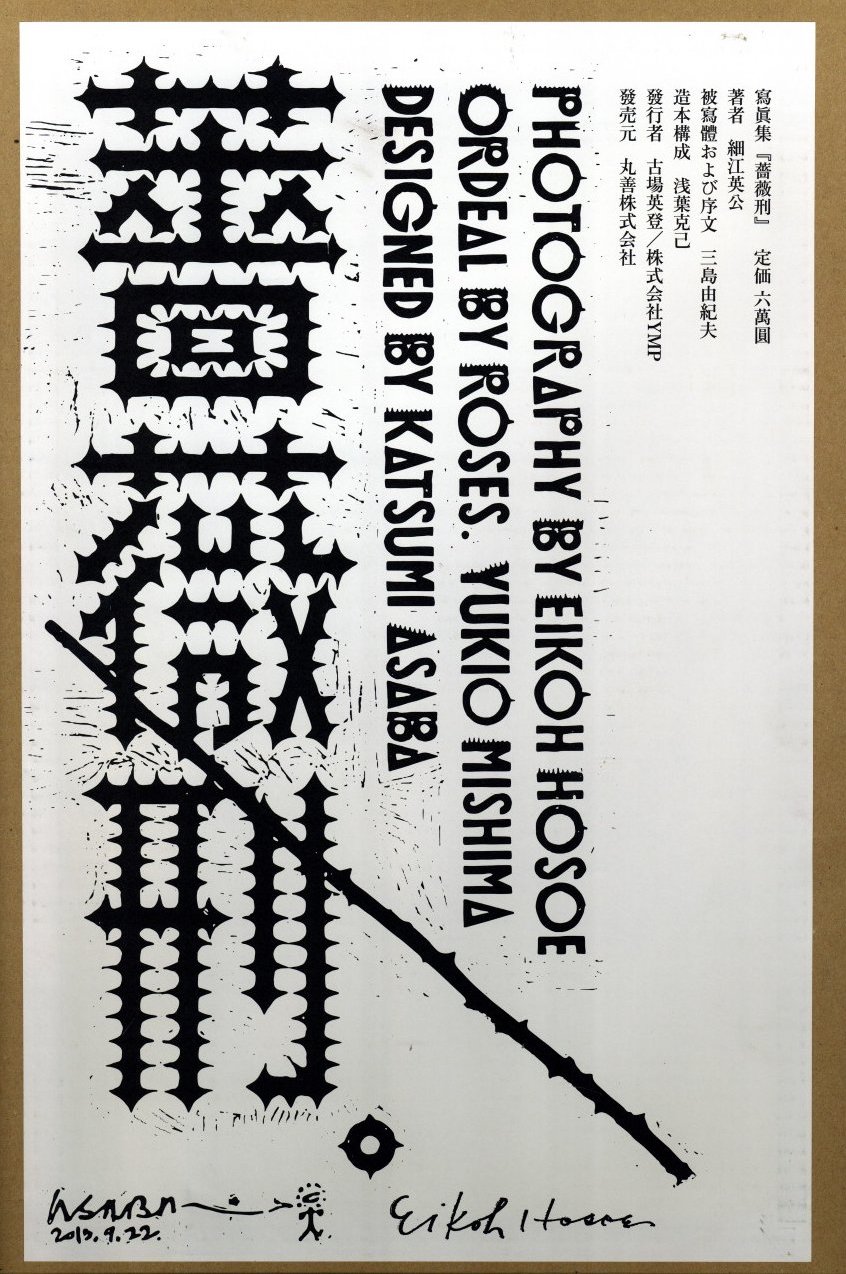 寫眞集『薔薇刑』 定価 六萬圓
著者 細江英公
被寫體および序文 三島由紀夫
造本構成 浅葉克己
發行者 古場英登／株式会社YMP
發売元 丸善株式会社
PHOTOGRAPHY BY EIKOH HOSOE
ORDEAL BY ROSES. YUKIO MISHIMA
DESIGNED BY KATSUMI ASABA
薔薇刑
ASABA
2015.9.22.
Eikoh Hosoe